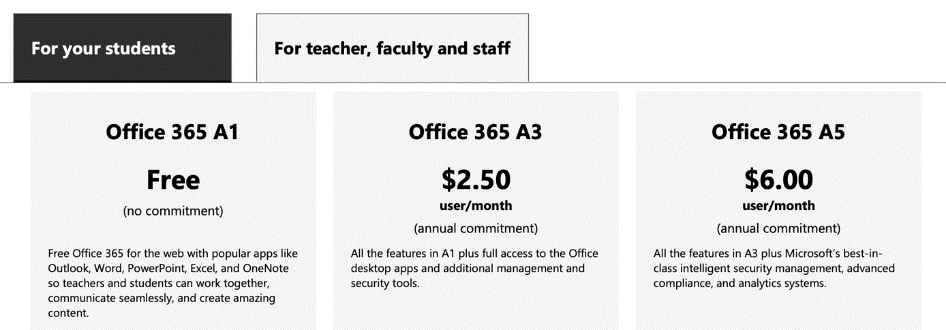 For your students
For teacher, faculty and staff
Office 365 A1
Free
(no commitment)
Free Office 365 for the web with popular apps like
Outlook, Word, PowerPoint, Excel, and OneNote
so teachers and students can work together,
communicate seamlessly, and create amazing
content.
Office 365 A3
$2.50
user/month
(annual commitment)
All the features in A1 plus full access to the Office
desktop apps and additional management and
security tools.
Office 365 A5
$6.00
user/month
(annual commitment)
All the features in A3 plus Microsoft's best-in-
class intelligent security management, advanced
compliance, and analytics systems.